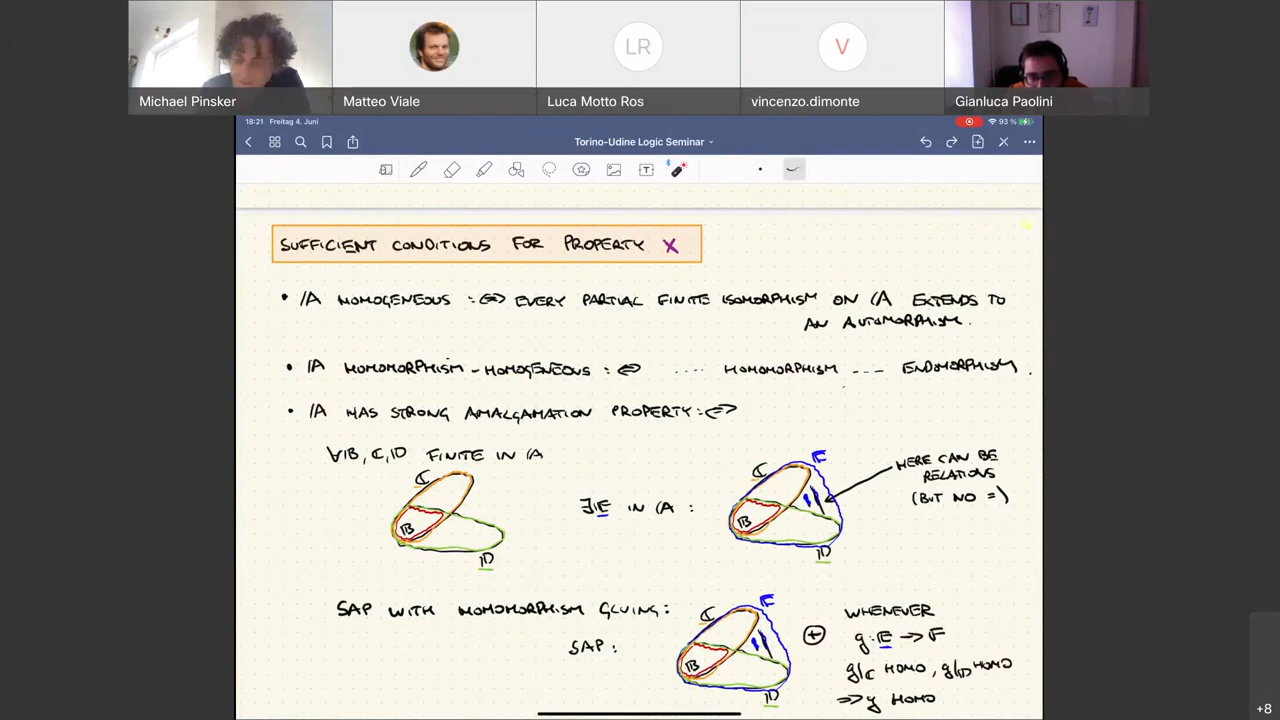 LR
V
Michael Pinsker
Matteo Viale
Luca Motto Ros
vincenzo.dimonte
Gianluca Paolini
18:21 Freitag 4. Juni
93 %
Torino-Udine Logic Seminar
SUFFICIENT CONDITIONS FOR PROPERTY X
• /A HOMOGENEOUS :⇔ EVERY PARTIAL FINITE ISOMORPHISM ON /A EXTENDS TO
AN AUTOMORPHISM.
• /A HOMOMORPHISM-HOMOGENEOUS :⇔ .... HOMOMORPHISM --- ENDOMORPHISM.
• /A HAS STRONG AMALGAMATION PROPERTY :⇔
∀ 𝔹, ℂ, 𝔻 FINITE IN /A
ℂ
𝔹
𝔻
∃ 𝔼 IN /A :
ℂ
𝔼
𝔹
𝔻
HERE CAN BE
RELATIONS
(BUT NO =)
SAP WITH HOMOMORPHISM GLUING:
SAP :
ℂ
𝔼
𝔹
𝔻
⊕
WHENEVER
g: 𝔼 → 𝔽
g|ℂ HOMO, g|𝔻 HOMO
⇒ g HOMO
+8